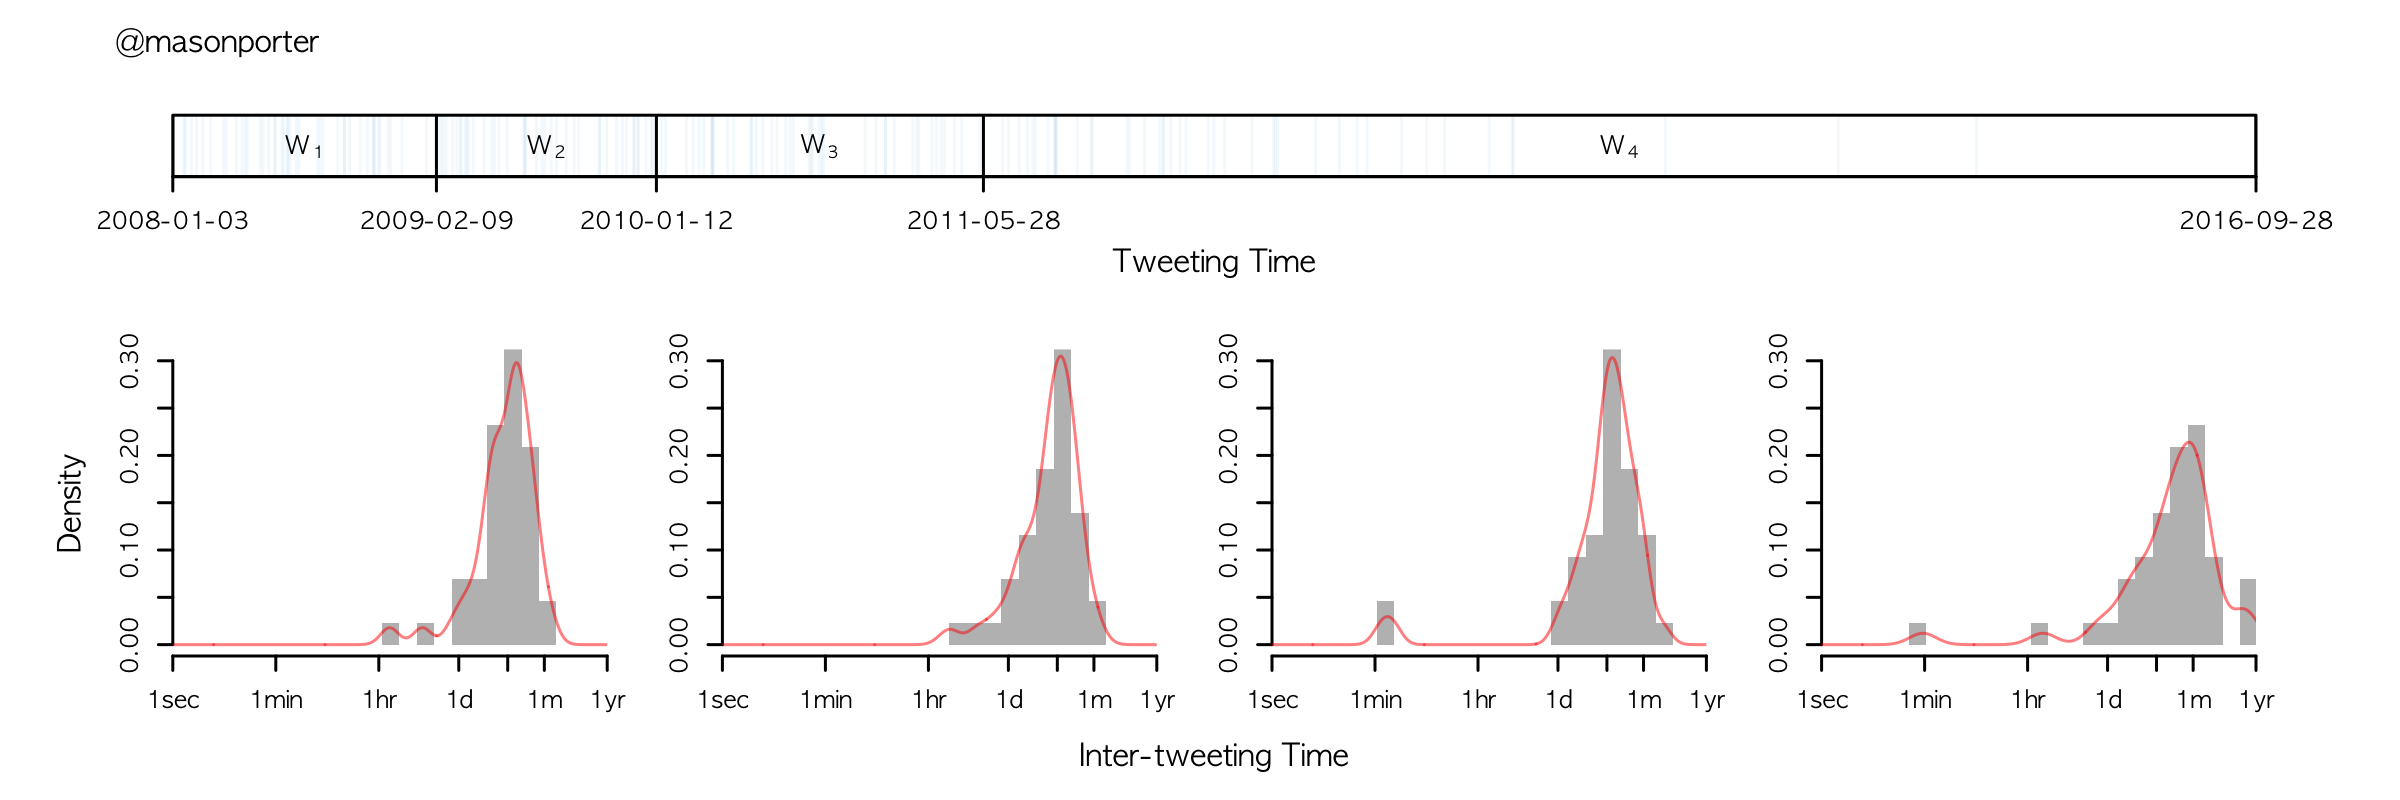 @masonporter
W1 W2 W3 W4
2008-01-03 2009-02-09 2010-01-12 2011-05-28 2016-09-28
Tweeting Time
Density
0.00 0.10 0.20 0.30
0.00 0.10 0.20 0.30
0.00 0.10 0.20 0.30
0.00 0.10 0.20 0.30
1sec 1min 1hr 1d 1m 1yr 1sec 1min 1hr 1d 1m 1yr 1sec 1min 1hr 1d 1m 1yr 1sec 1min 1hr 1d 1m 1yr
Inter-tweeting Time